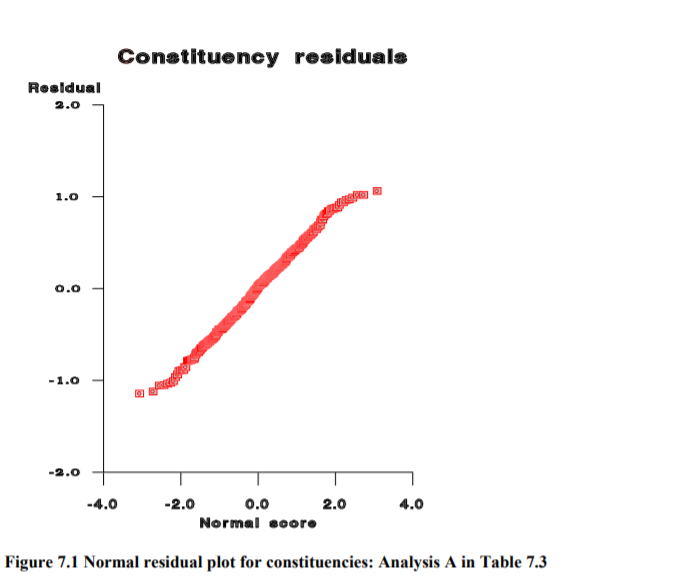 Constituency residuals
Residual
2.0
1.0
0.0
-1.0
-2.0
-4.0 -2.0 0.0 2.0 4.0
Normal score
Figure 7.1 Normal residual plot for constituencies: Analysis A in Table 7.3